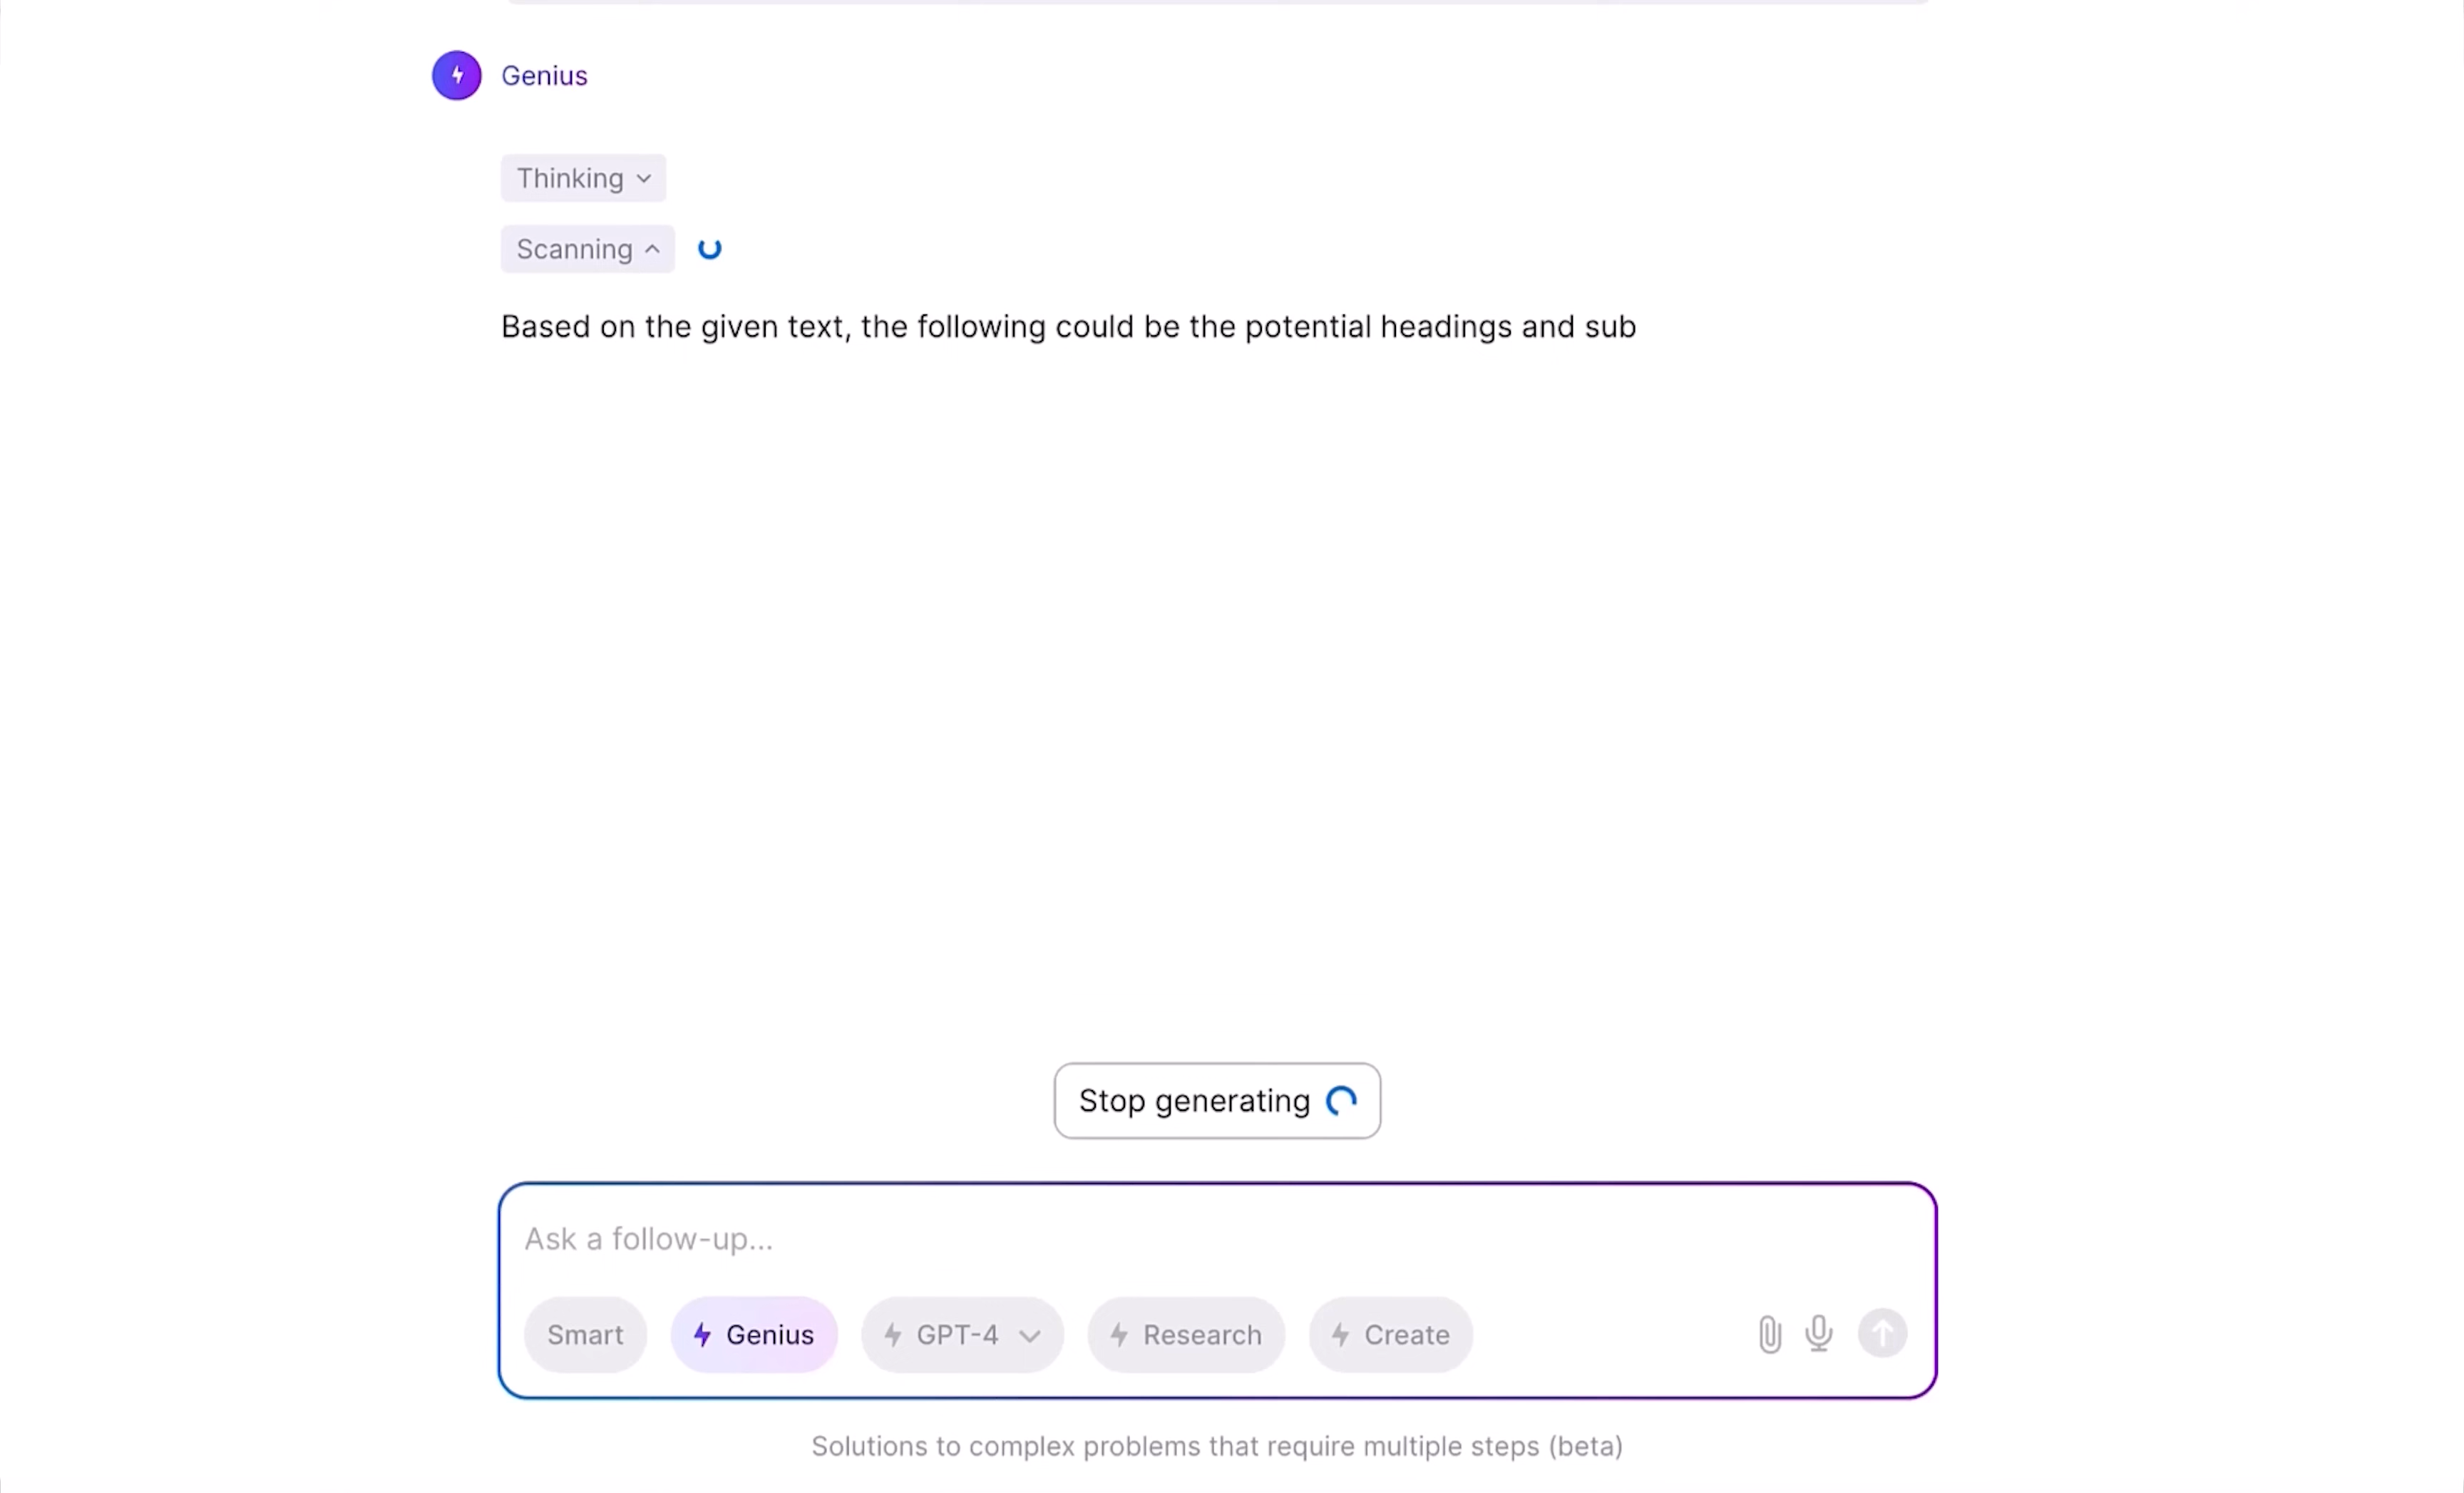 Genius
Thinking
Scanning
Based on the given text, the following could be the potential headings and sub
Stop generating
Ask a follow-up...
Smart Genius GPT-4 Research Create
Solutions to complex problems that require multiple steps (beta)